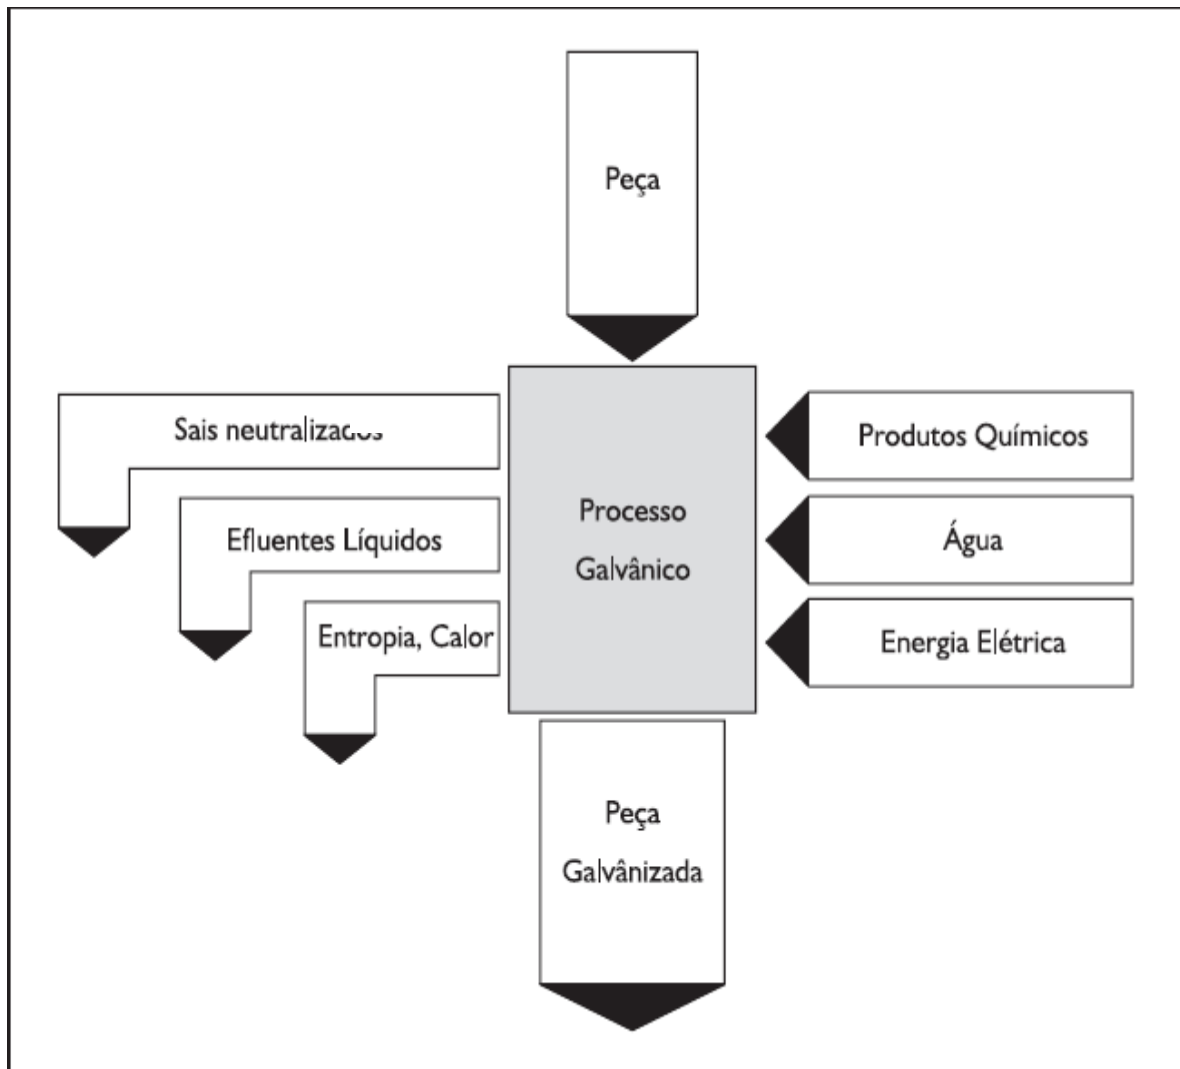 Peça
Sais neutralizados
Produtos Químicos
Processo
Galvânico
Efluentes Líquidos
Água
Entropia, Calor
Energia Elétrica
Peça
Galvânizada